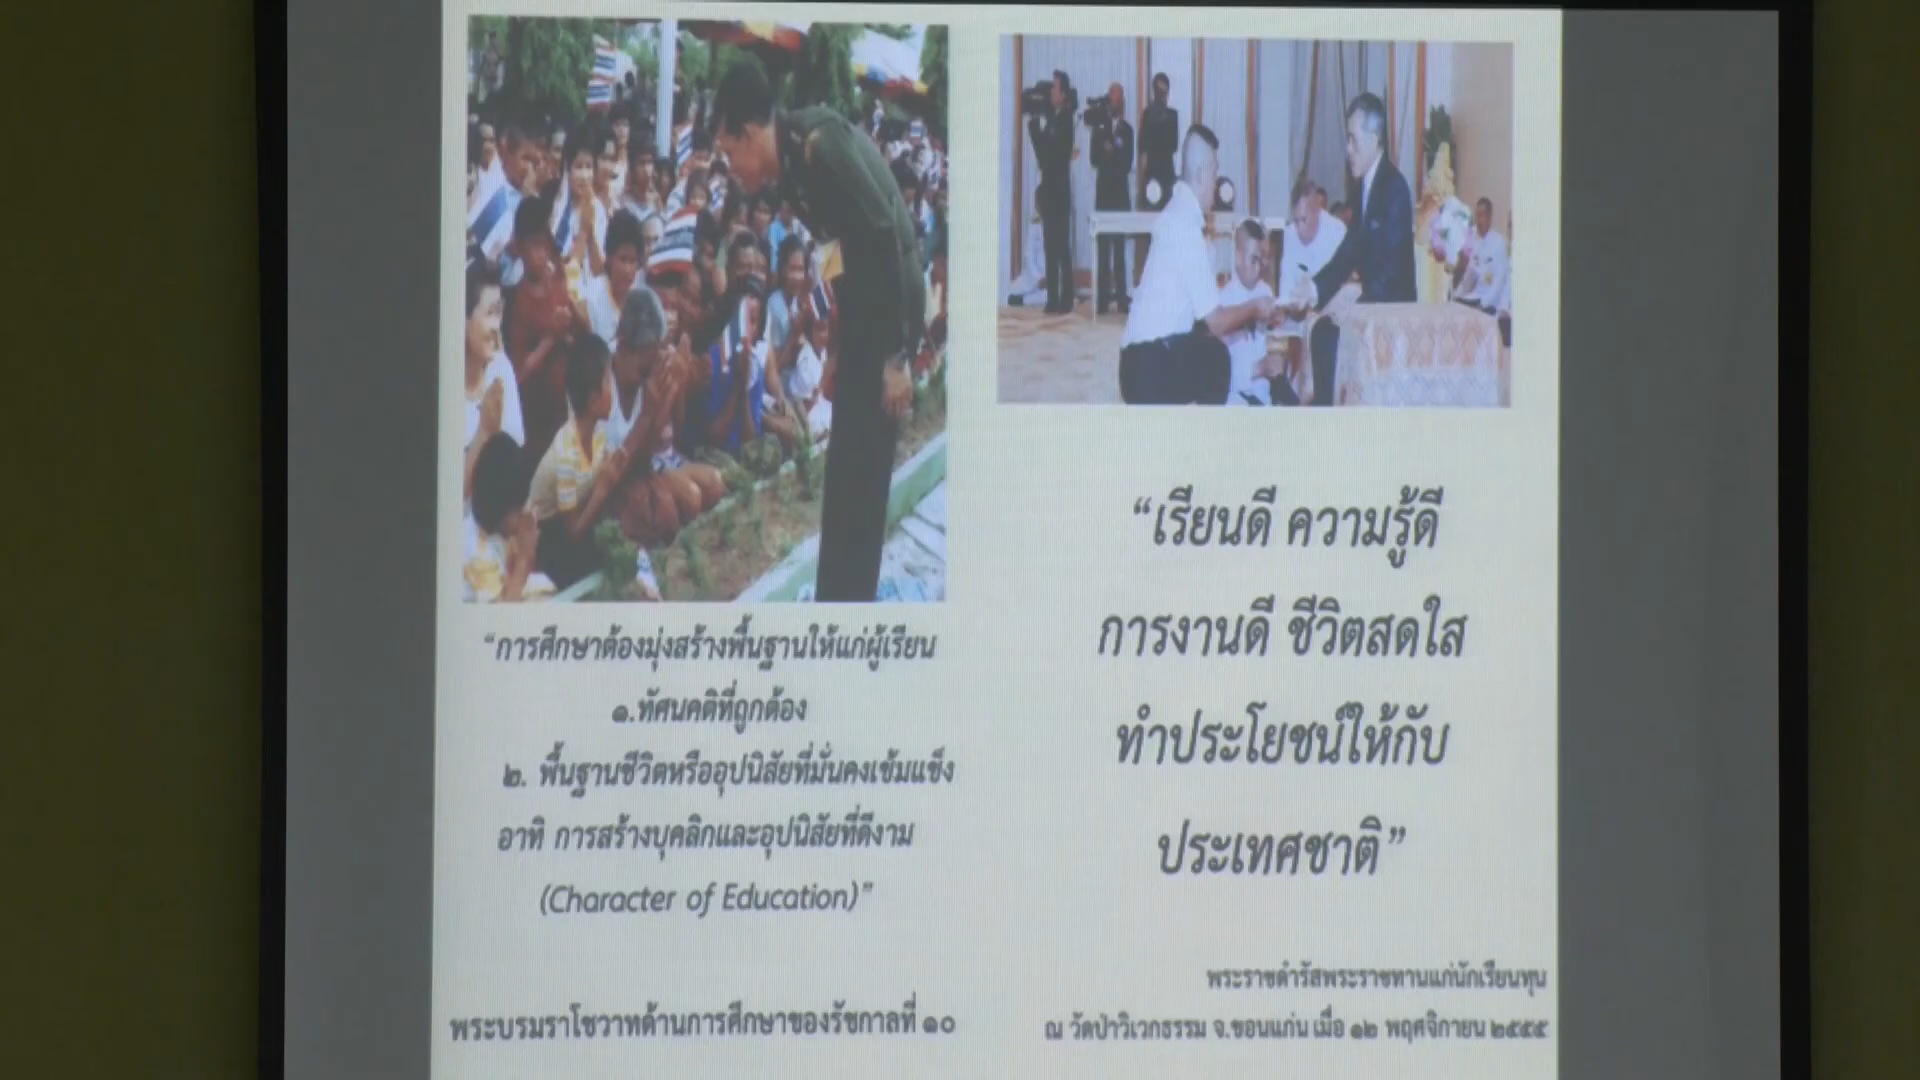 “การศึกษาต้องมุ่งสร้างพื้นฐานให้แก่ผู้เรียน
๑.ทัศนคติที่ถูกต้อง
๒. พื้นฐานชีวิตหรืออุปนิสัยที่มั่นคงเข้มแข็ง
อาทิ การสร้างบุคลิกและอุปนิสัยที่ดีงาม
(Character of Education)”
พระบรมราโชวาทด้านการศึกษาของรัชกาลที่ ๑๐
“เรียนดี ความรู้ดี
การงานดี ชีวิตสดใส
ทำประโยชน์ให้กับ
ประเทศชาติ”
พระราชดำรัสพระราชทานแก่นักเรียนทุน
ณ วัดป่าวิเวกธรรม จ.ขอนแก่น เมื่อ ๑๒ พฤศจิกายน ๒๕๕๕